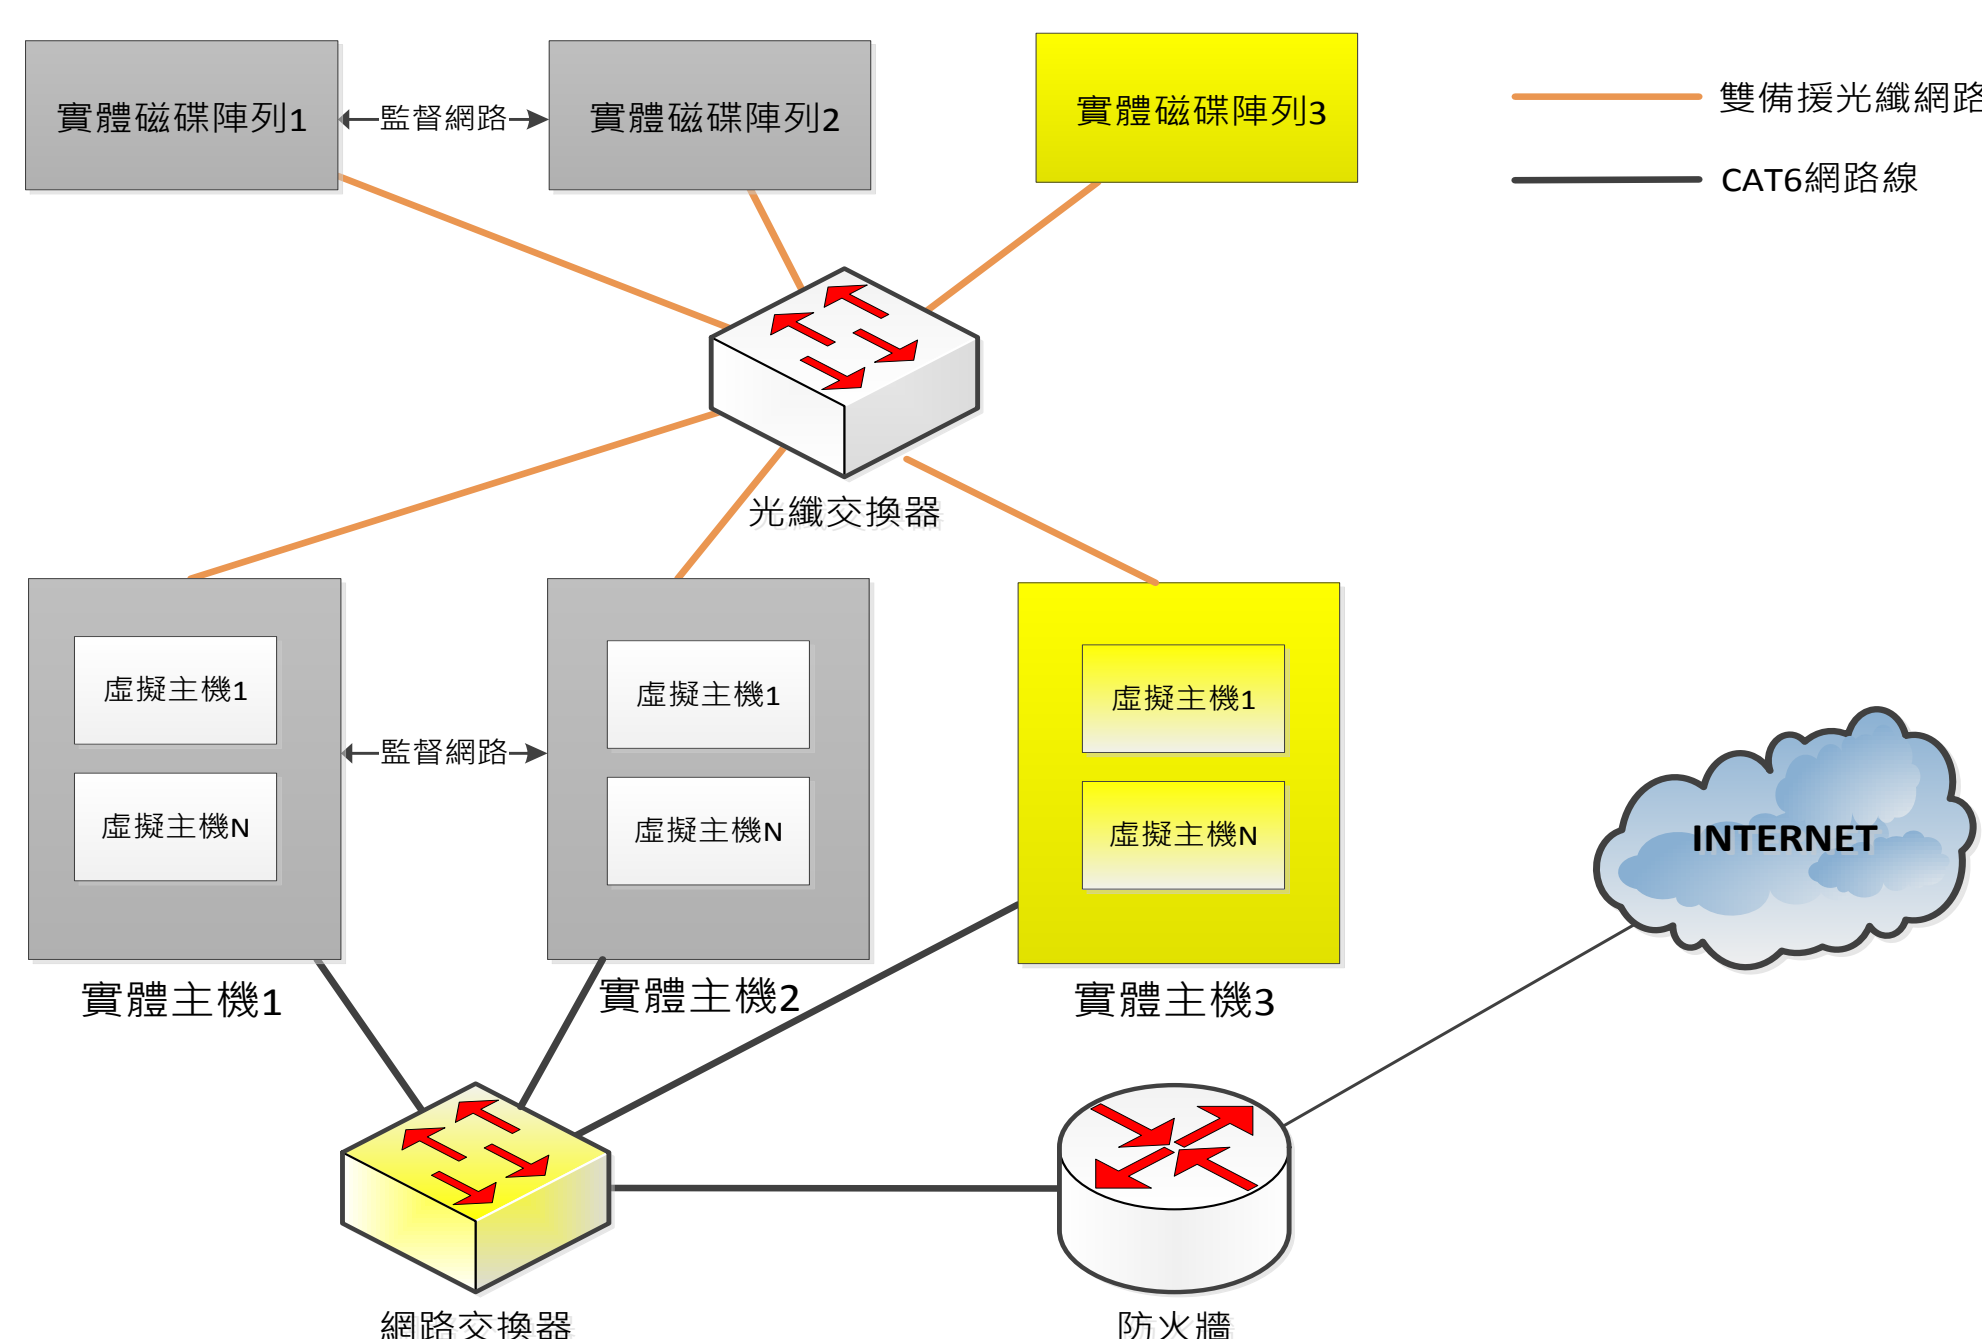 實體磁碟陣列1
監督網路
實體磁碟陣列2
實體磁碟陣列3
雙備援光纖網路
CAT6網路線
光纖交換器
虛擬主機1
虛擬主機N
監督網路
虛擬主機1
虛擬主機N
虛擬主機1
虛擬主機N
INTERNET
實體主機1
實體主機2
實體主機3
網路交換器
防火牆